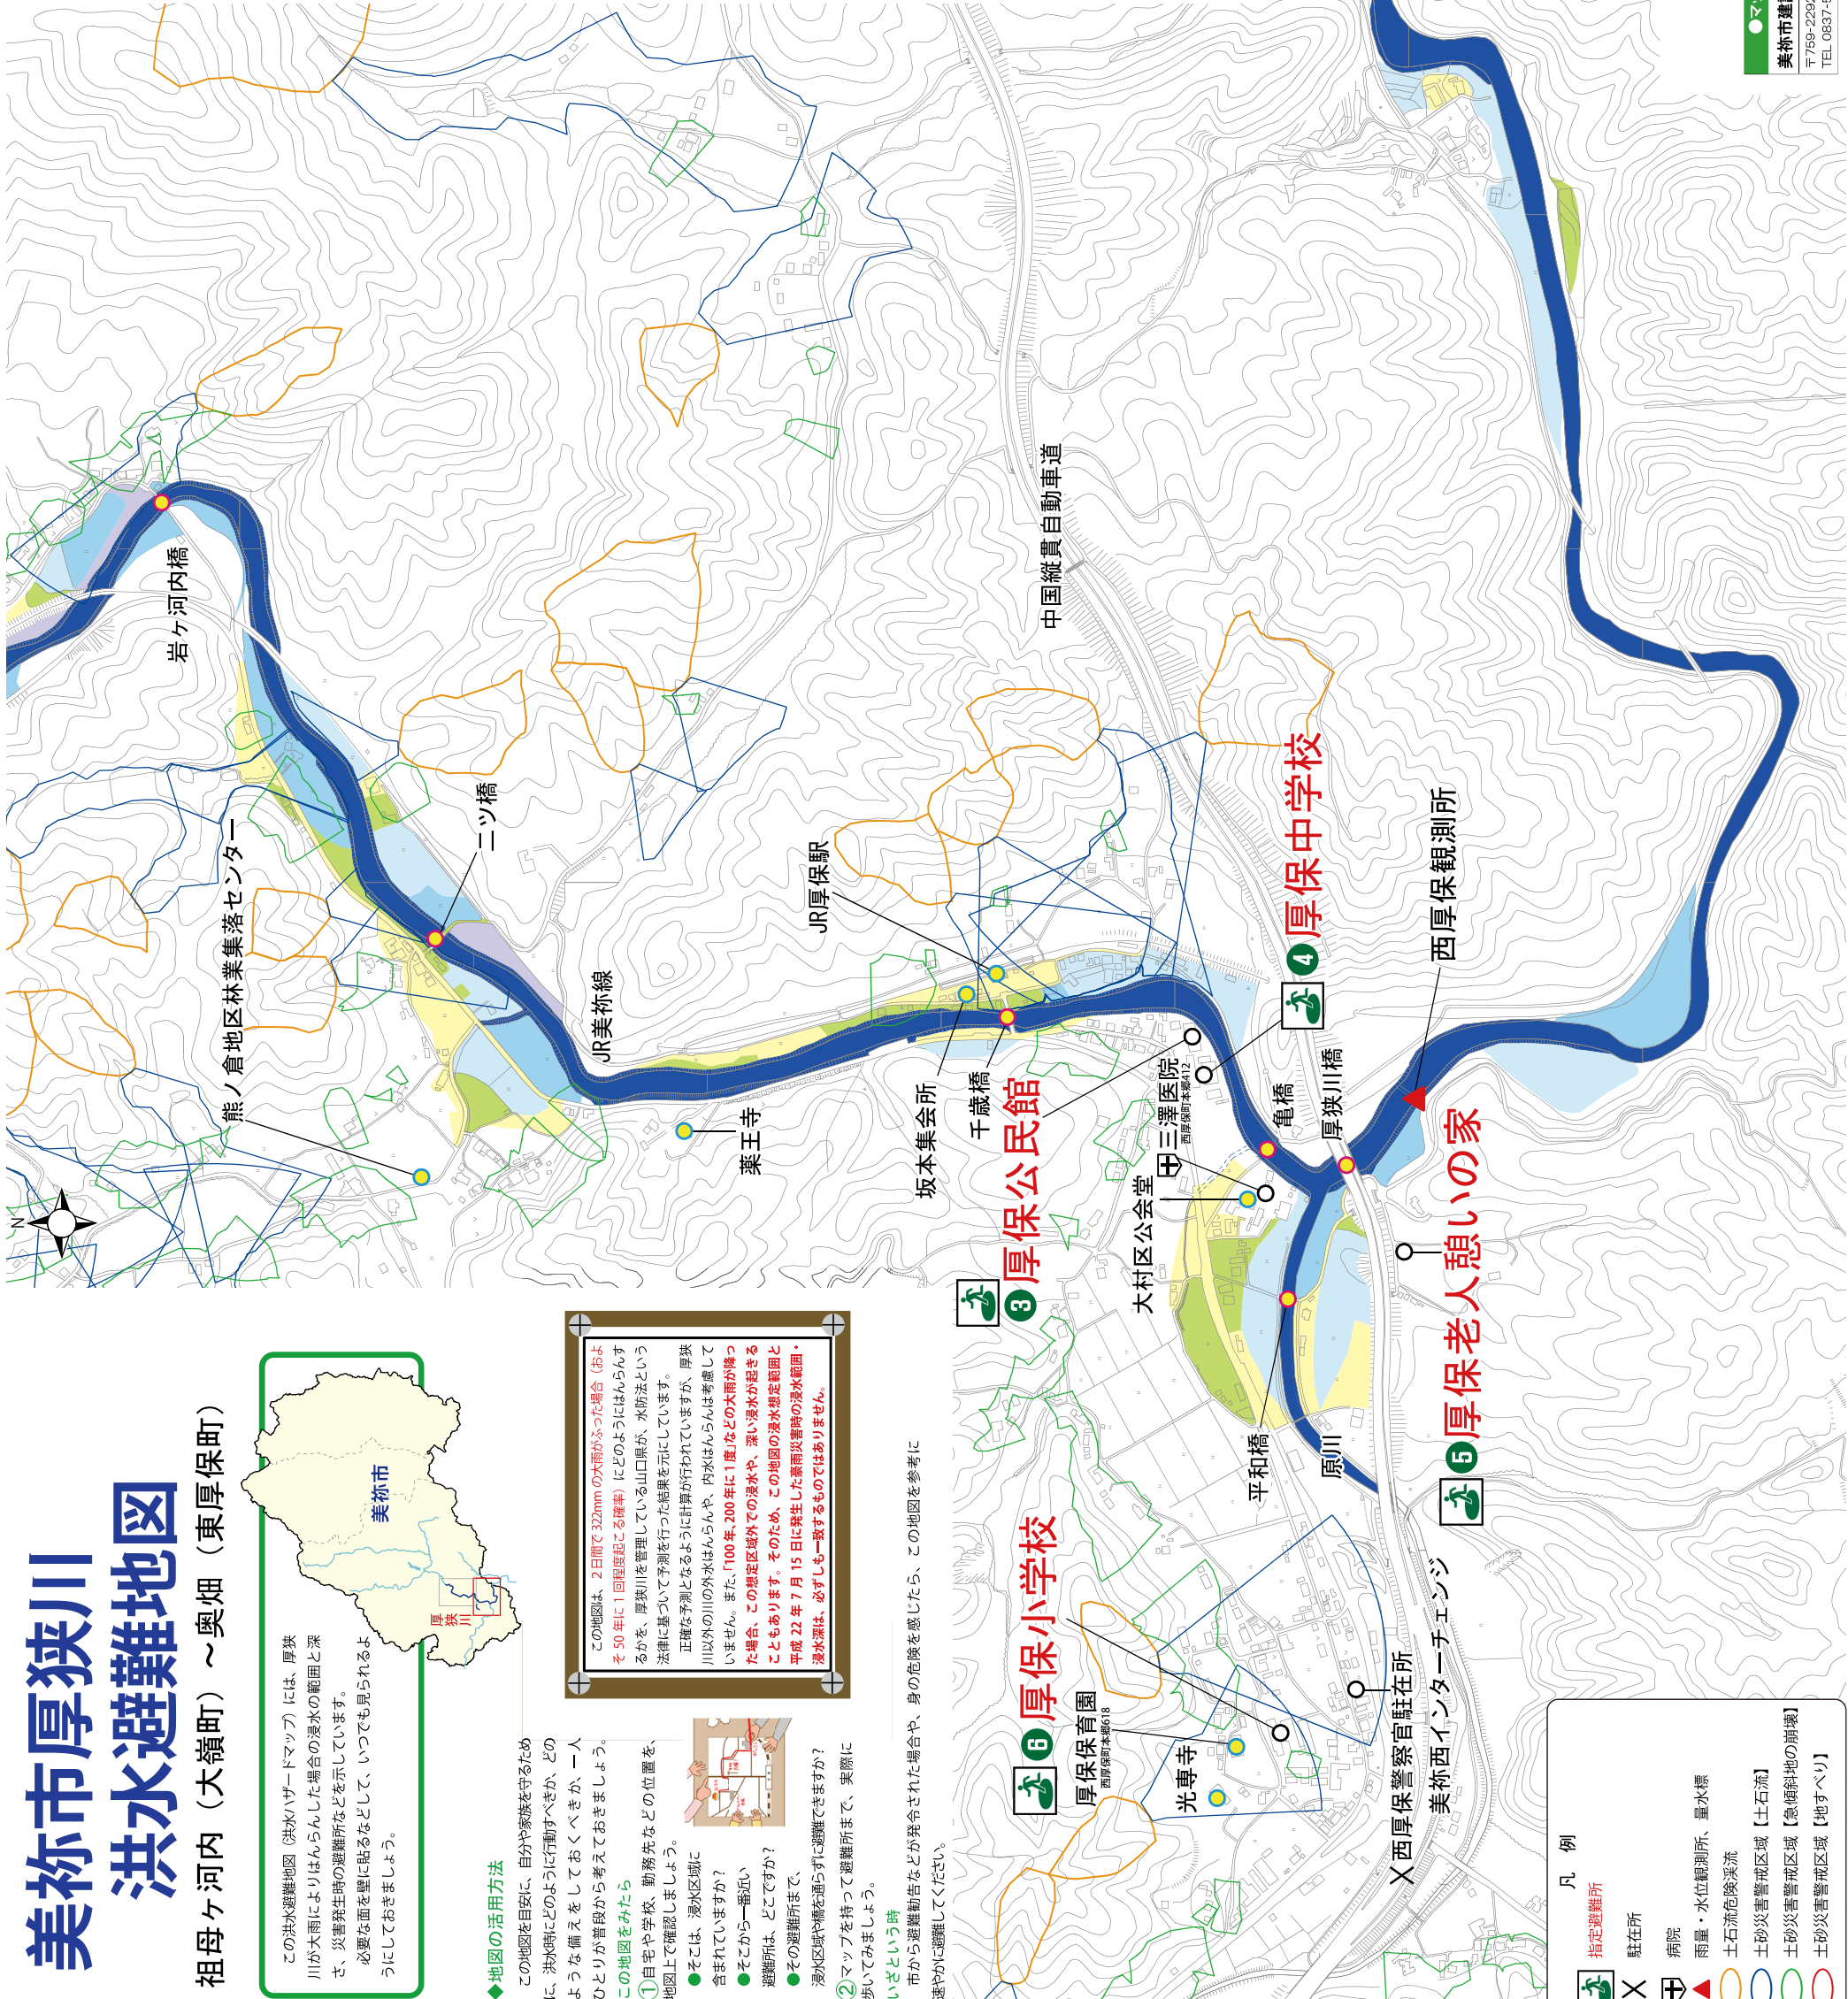 美祢市厚狭川
洪水避難地図
祖母ヶ河内（大嶺町）～奥畑（東厚保町）
この洪水避難地図（洪水ハザードマップ）には、厚狭
川が大雨によりはんらんした場合の浸水の範囲と深
さ、災害発生時の避難所などを示しています。
必要な面を壁に貼るなどして、いつでも見られるよ
うにしておきましょう。
美祢市
厚狭川
◆地図の活用方法
この地図を目安に、自分や家族を守るため
に、洪水時にどのように行動すべきか、どの
ような備えをしておくべきか、一人
ひとりが普段から考えておきましょう。
この地図をみたら
①自宅や学校、勤務先などの位置を、
地図上で確認しましょう。
●そこは、浸水区域に
含まれていますか？
●そこから一番近い
避難所は、どこですか？
●その避難所まで、
浸水区域や橋を通らずに避難できますか？
②マップを持って避難所まで、実際に
歩いてみましょう。
いざという時
市から避難勧告などが発令された場合や、身の危険を感じたら、この地図を参考に
速やかに避難してください。
この地図は、２日間で322mmの大雨がふった場合（およ
そ50年に１回程度起こる確率）にどのようにはんらんす
るかを、厚狭川を管理している山口県が、水防法という
法律に基づいて予測を行った結果を元にしています。
正確な予測となるように計算が行われていますが、厚狭
川以外の川の外水はんらんや、内水はんらんは考慮して
いません。また、「100年、200年に１度」などの大雨が降っ
た場合、この想定区域外での浸水や、深い浸水が起きる
こともあります。そのため、この地図の浸水想定範囲と
平成22年７月15日に発生した豪雨災害時の浸水範囲・
浸水深は、必ずしも一致するものではありません。
N
岩ヶ河内橋
熊ノ倉地区林業集落センター
二ツ橋
JR美祢線
薬王寺
JR厚保駅
坂本集会所
千歳橋
3 厚保公民館
中国縦貫自動車道
三澤医院
西厚保町本郷412
大村区公会堂
亀橋
4 厚保中学校
厚狭川橋
西厚保観測所
平和橋
原川
5 厚保老人憩いの家
6 厚保小学校
厚保保育園
西厚保町本郷618
光専寺
西厚保警察官駐在所
美祢西インターチェンジ
凡 例
指定避難所
駐在所
病院
雨量・水位観測所、量水標
土石流危険渓流
土砂災害警戒区域【土石流】
土砂災害警戒区域【急傾斜地の崩壊】
土砂災害警戒区域【地すべり】
●マッ
美祢市建設
〒759-2292
TEL 0837-5